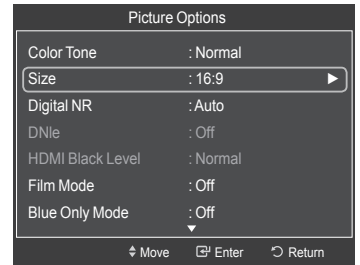 Picture Options
Color Tone : Normal
Size : 16:9 ►
Digital NR : Auto
DNIe : Off
HDMI Black Level : Normal
Film Mode : Off
Blue Only Mode : Off
▼
Move Enter Return